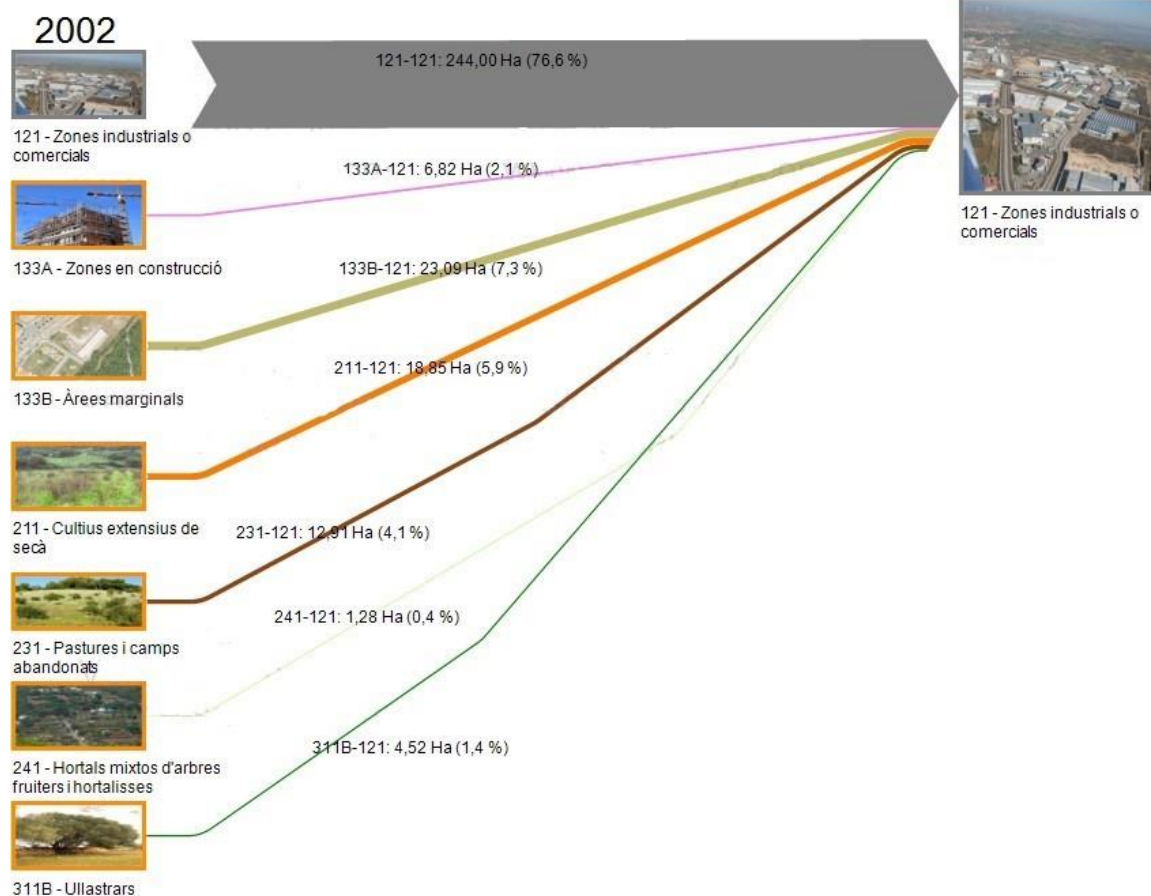 2002
121-121: 244,00 Ha (76,6 %)
121 - Zones industrials o
comercials
133A-121: 6,82 Ha (2,1 %)
121 - Zones industrials o
comercials
133A - Zones en construcció
133B-121: 23,09 Ha (7,3 %)
211-121: 18,85 Ha (5,9 %)
133B - Àrees marginals
211 - Cultius extensius de
secà
231-121: 12,91 Ha (4,1 %)
241-121: 1,28 Ha (0,4 %)
231 - Pastures i camps
abandonats
311B-121: 4,52 Ha (1,4 %)
241 - Hortals mixtos d'arbres
fruiters i hortalisses
311B - Ullastrars